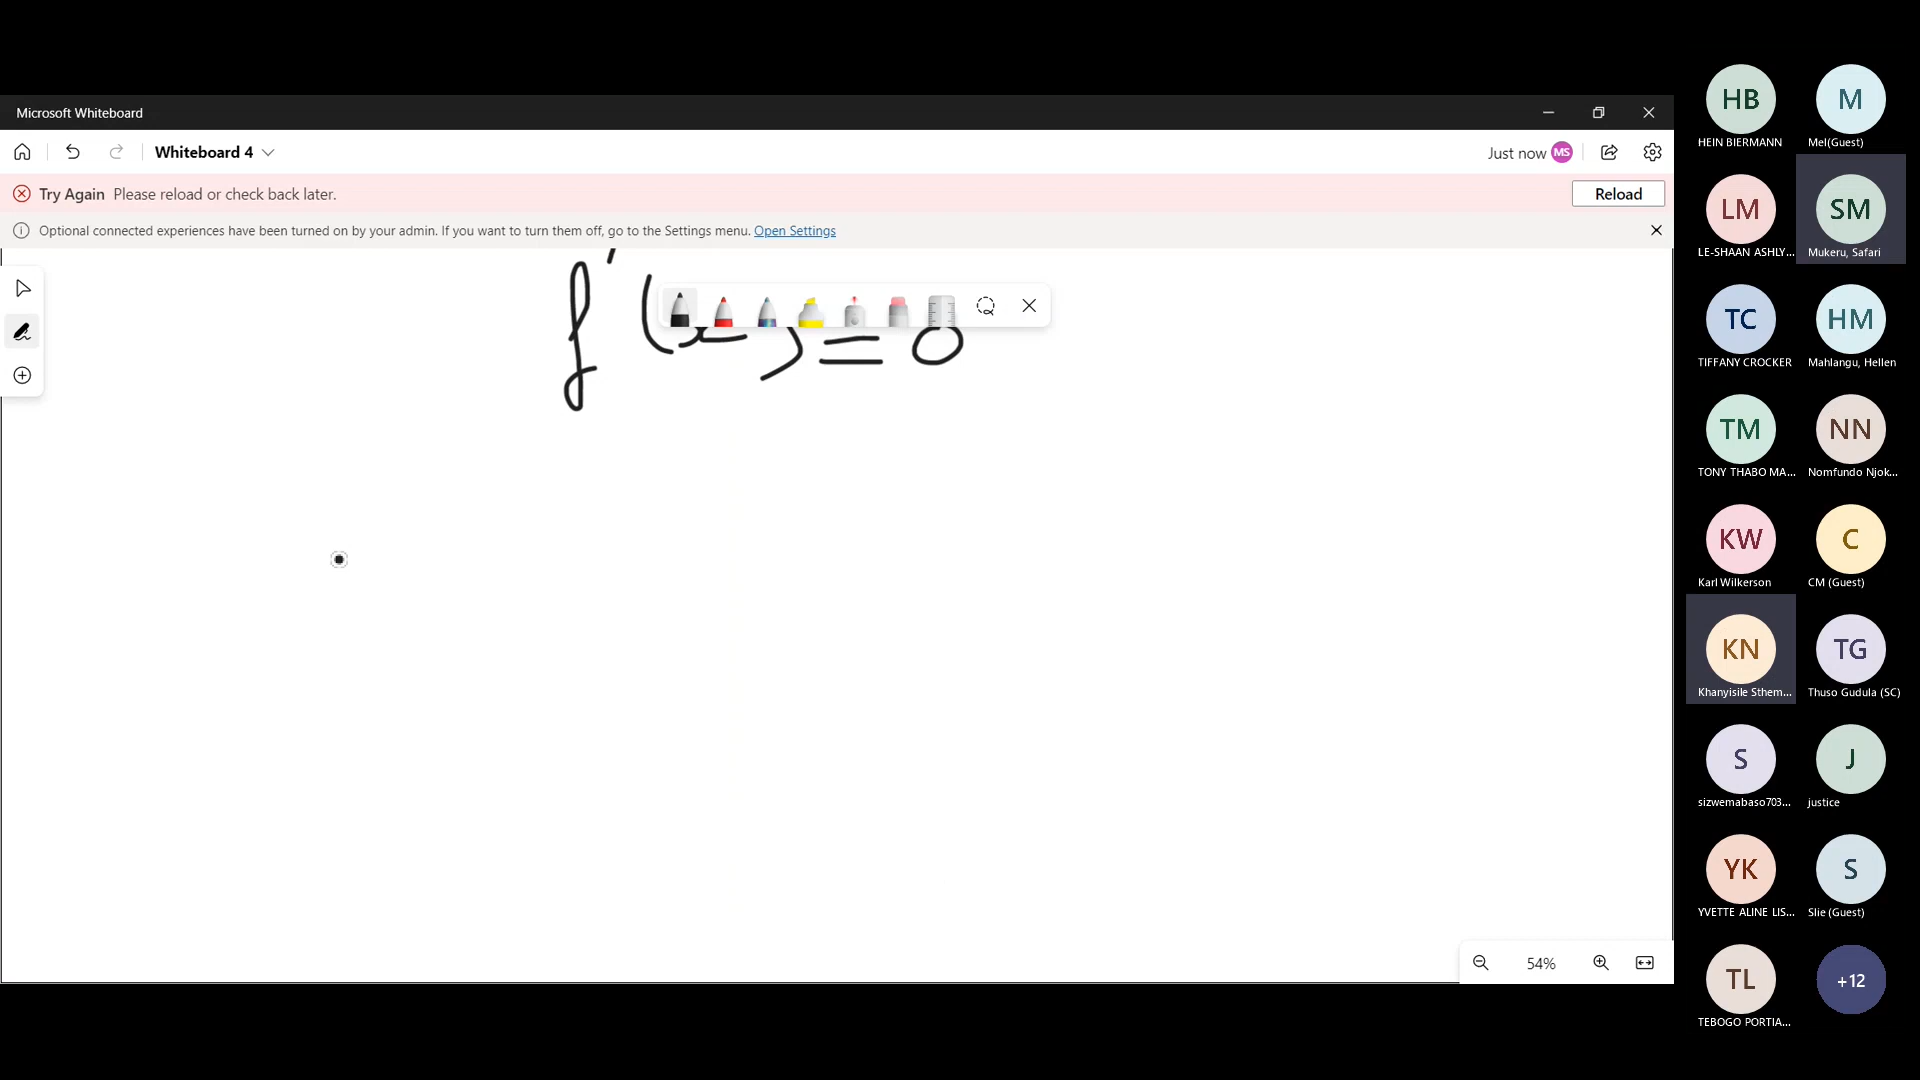 Microsoft Whiteboard
Whiteboard 4
Just now MS
Try Again Please reload or check back later.
Reload
Optional connected experiences have been turned on by your admin. If you want to turn them off, go to the Settings menu. Open Settings
f'(x) = 0
54%
HB
HEIN BIERMANN
M
Mel(Guest)
LM
LE-SHAAN ASHLY...
SM
Mukeru, Safari
TC
TIFFANY CROCKER
HM
Mahlangu, Hellen
TM
TONY THABO MA...
NN
Nomfundo Njok...
KW
Karl Wilkerson
C
CM (Guest)
KN
Khanyisile Sthem...
TG
Thuso Gudula (SC)
S
sizwemabaso703...
J
justice
YK
YVETTE ALINE LIS...
S
Slie (Guest)
TL
TEBOGO PORTIA...
+12